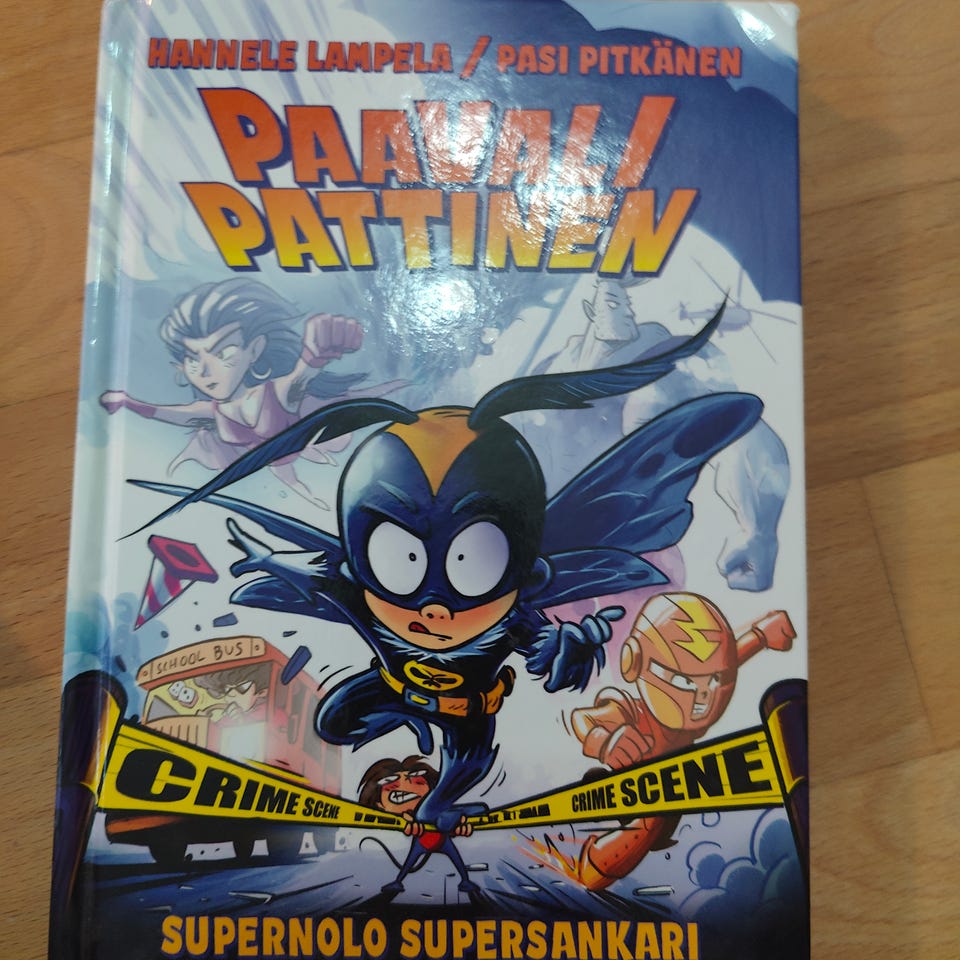 HANNELE LAMPELA / PASI PITKÄNEN
PAAVALI
PATTINEN
SCHOOL BUS
CRIME SCENE
CRIME SCENE
SUPERNOLO SUPERSANKARI